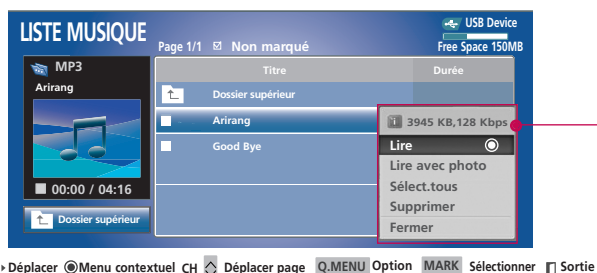 LISTE MUSIQUE
Page 1/1 Non marqué
USB Device
Free Space 150MB
MP3
Arirang
00:00 / 04:16
Dossier supérieur
Titre Durée
Dossier supérieur
Arirang
Good Bye
3945 KB,128 Kbps
Lire
Lire avec photo
Sélect.tous
Supprimer
Fermer
Déplacer Menu contextuel CH Déplacer page Q.MENU Option MARK Sélectionner Sortie